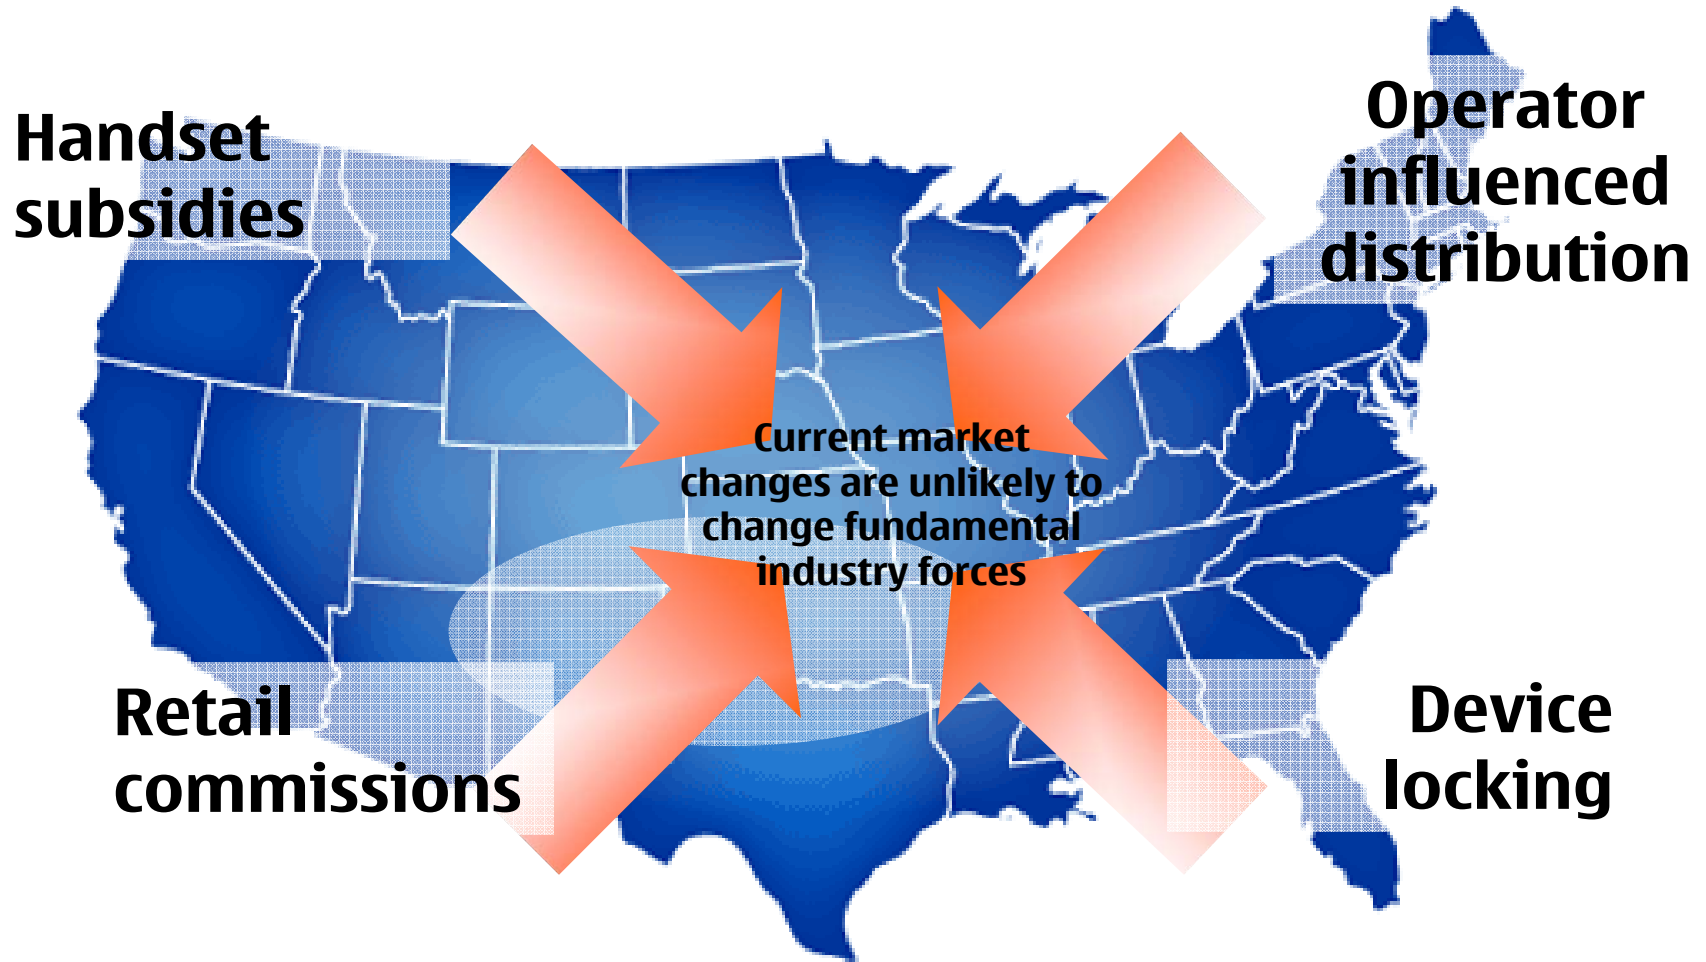 Handset
subsidies
Operator
influenced
distribution
Current market
changes are unlikely to
change fundamental
industry forces
Retail
commissions
Device
locking